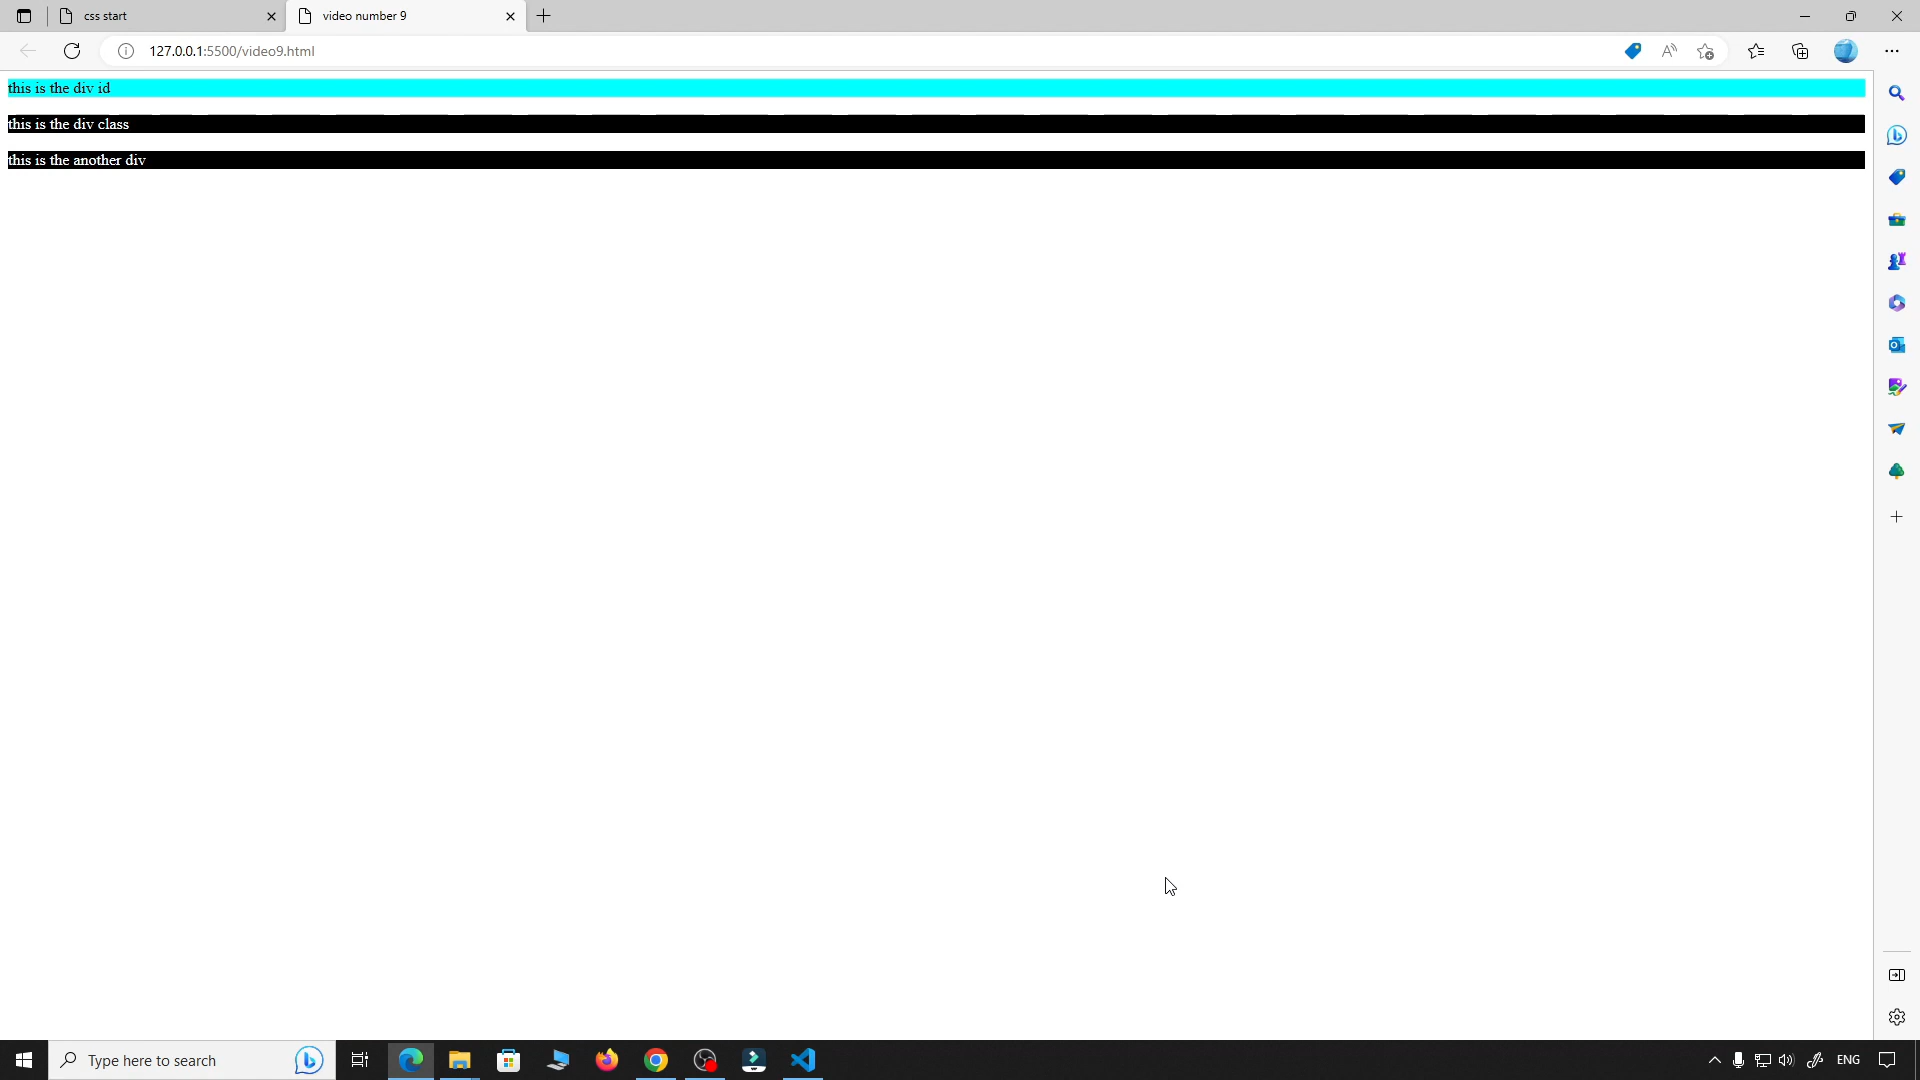 css start
video number 9
127.0.0.1:5500/video9.html
this is the div id
this is the div class
this is the another div
Type here to search
ENG